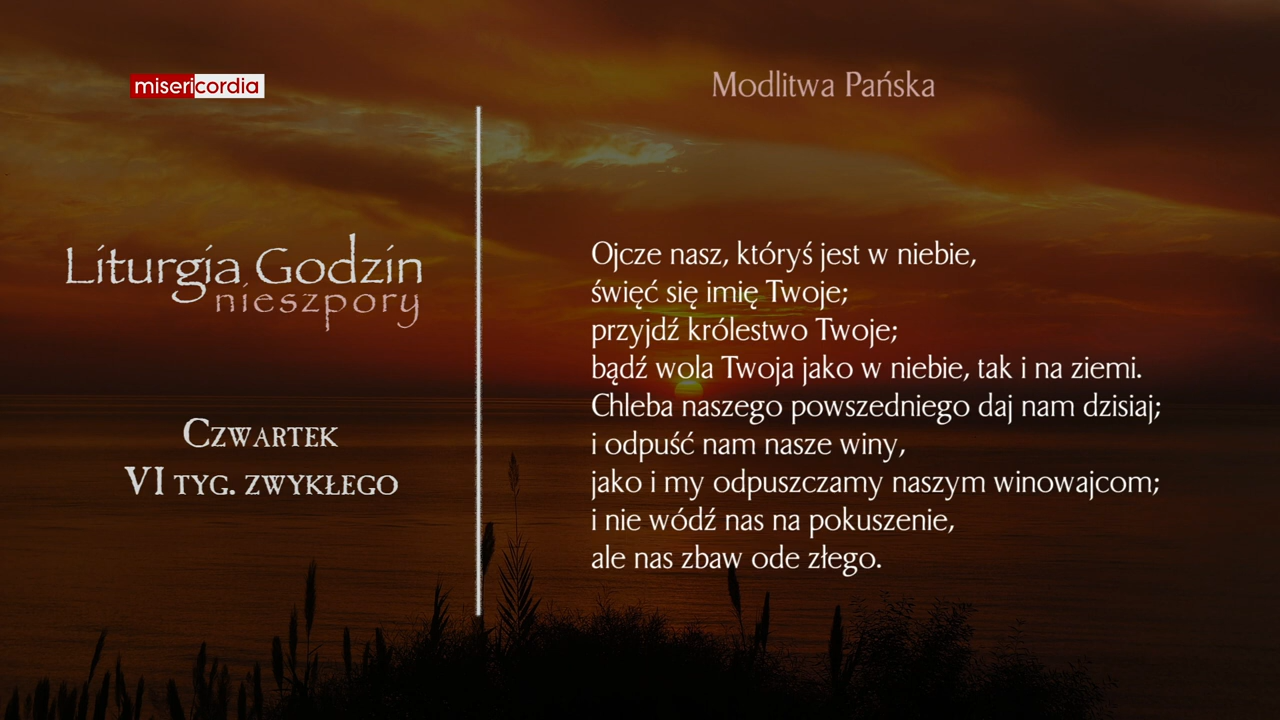 misericordia
Liturgia Godzin
nieszpory
Czwartek
VI tyg. zwykłego
Modlitwa Pańska
Ojcze nasz, któryś jest w niebie,
święć się imię Twoje;
przyjdź królestwo Twoje;
bądź wola Twoja jako w niebie, tak i na ziemi.
Chleba naszego powszedniego daj nam dzisiaj;
i odpuść nam nasze winy,
jako i my odpuszczamy naszym winowajcom;
i nie wódź nas na pokuszenie,
ale nas zbaw ode złego.